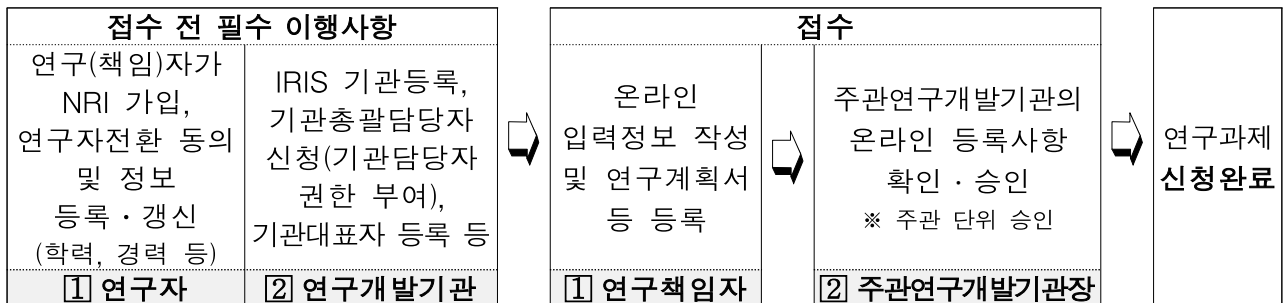 접수 전 필수 이행사항
연구(책임)자가
NRI 가입,
연구자전환 동의
및 정보
등록·갱신
(학력, 경력 등)
1 연구자
IRIS 기관등록,
기관총괄담당자
신청(기관담당자
권한 부여),
기관대표자 등록 등
2 연구개발기관
접수
온라인
입력정보 작성
및 연구계획서
등 등록
1 연구책임자
주관연구개발기관의
온라인 등록사항
확인·승인
※ 주관 단위 승인
2 주관연구개발기관장
연구과제
신청완료